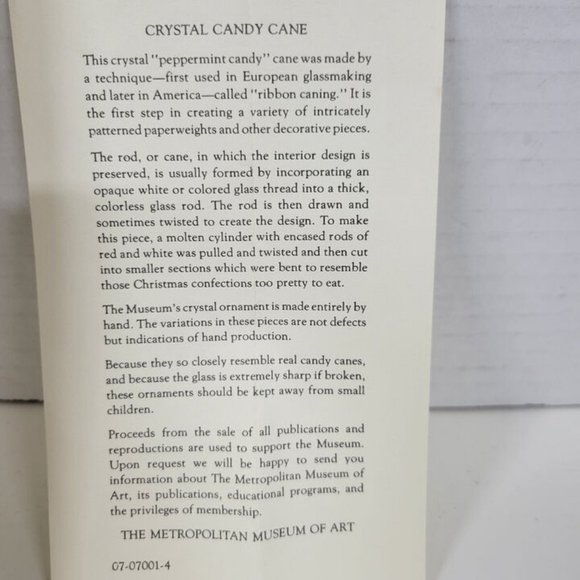 CRYSTAL CANDY CANE
This crystal "peppermint candy" cane was made by
a technique—first used in European glassmaking
and later in America—called "ribbon caning." It is
the first step in creating a variety of intricately
patterned paperweights and other decorative pieces.
The rod, or cane, in which the interior design is
preserved, is usually formed by incorporating an
opaque white or colored glass thread into a thick,
colorless glass rod. The rod is then drawn and
sometimes twisted to create the design. To make
this piece, a molten cylinder with encased rods of
red and white was pulled and twisted and then cut
into smaller sections which were bent to resemble
those Christmas confections too pretty to eat.
The Museum's crystal ornament is made entirely by
hand. The variations in these pieces are not defects
but indications of hand production.
Because they so closely resemble real candy canes,
and because the glass is extremely sharp if broken,
these ornaments should be kept away from small
children.
Proceeds from the sale of all publications and
reproductions are used to support the Museum.
Upon request we will be happy to send you
information about The Metropolitan Museum of
Art, its publications, educational programs, and
the privileges of membership.
THE METROPOLITAN MUSEUM OF ART
07-07001-4